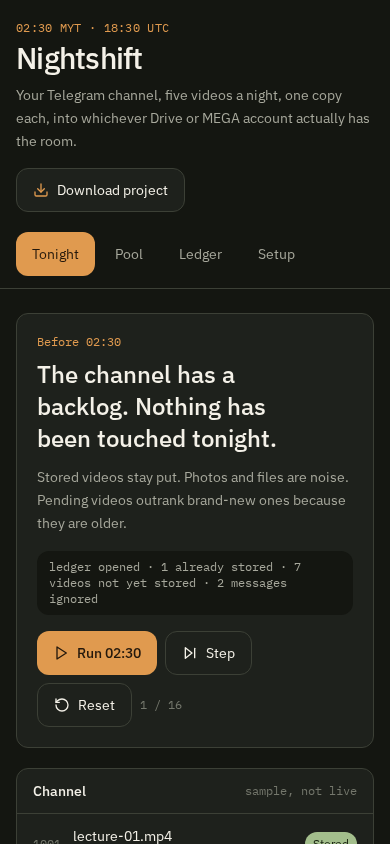 02:30 MYT · 18:30 UTC
Nightshift
Your Telegram channel, five videos a night, one copy
each, into whichever Drive or MEGA account actually has
the room.
Download project
Tonight Pool Ledger Setup
Before 02:30
The channel has a
backlog. Nothing has
been touched tonight.
Stored videos stay put. Photos and files are noise.
Pending videos outrank brand-new ones because
they are older.
ledger opened · 1 already stored · 7
videos not yet stored · 2 messages
ignored
Run 02:30 Step
Reset 1 / 16
Channel sample, not live
1001 lecture-01.mp4 Stored